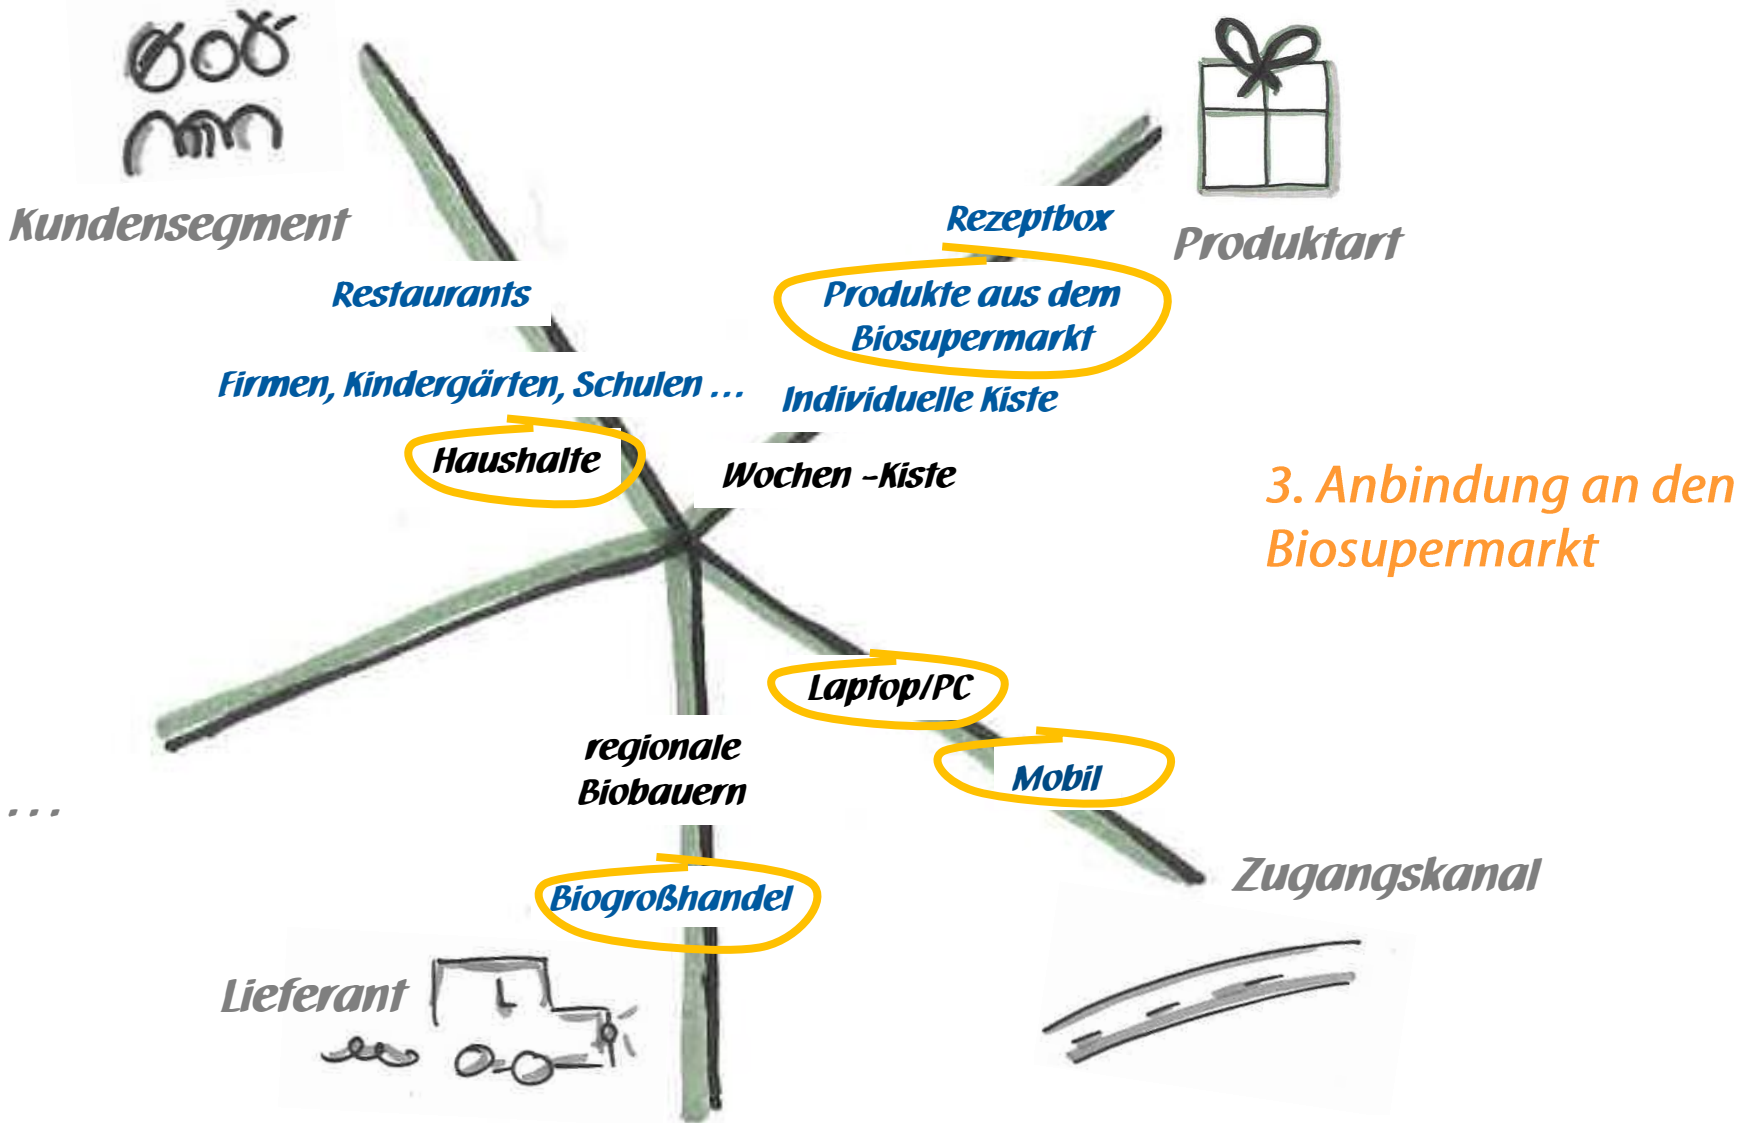 Kundensegment
Produktart
Restaurants
Firmen, Kindergärten, Schulen ...
Haushalte
Rezeptbox
Produkte aus dem
Biosupermarkt
Individuelle Kiste
Wochen -Kiste
3. Anbindung an den
Biosupermarkt
Laptop/PC
Mobil
Zugangskanal
regionale
Biobauern
Biogroßhandel
Lieferant
...